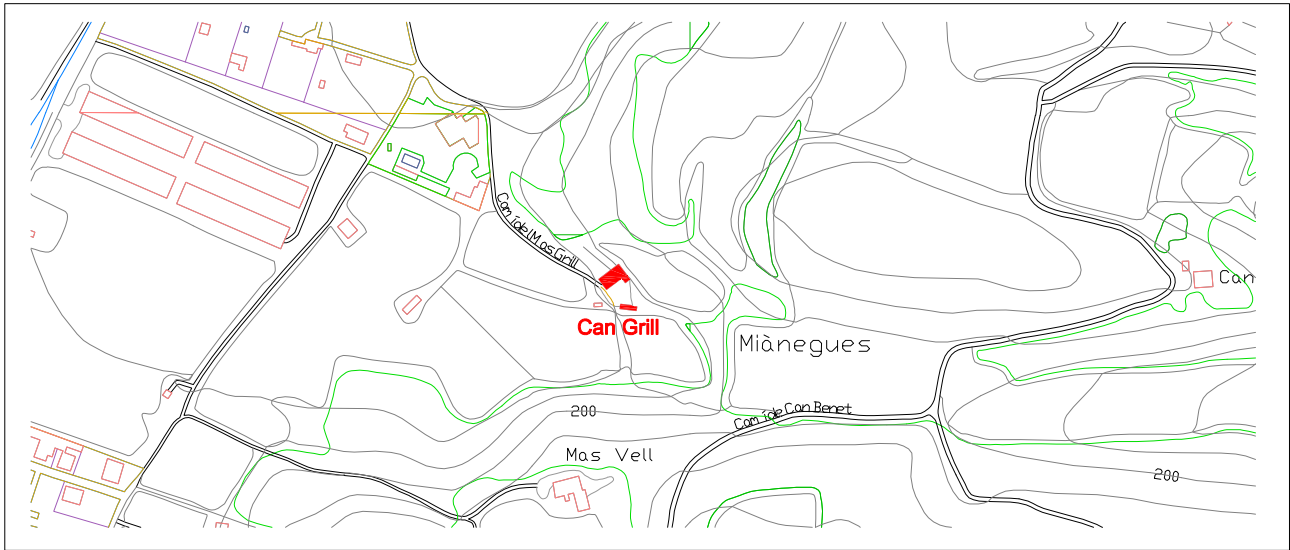 Camí del Mas Grill
Can
Can Grill
Miànegues
200
Camí de Can Benet
Mas Vell
200